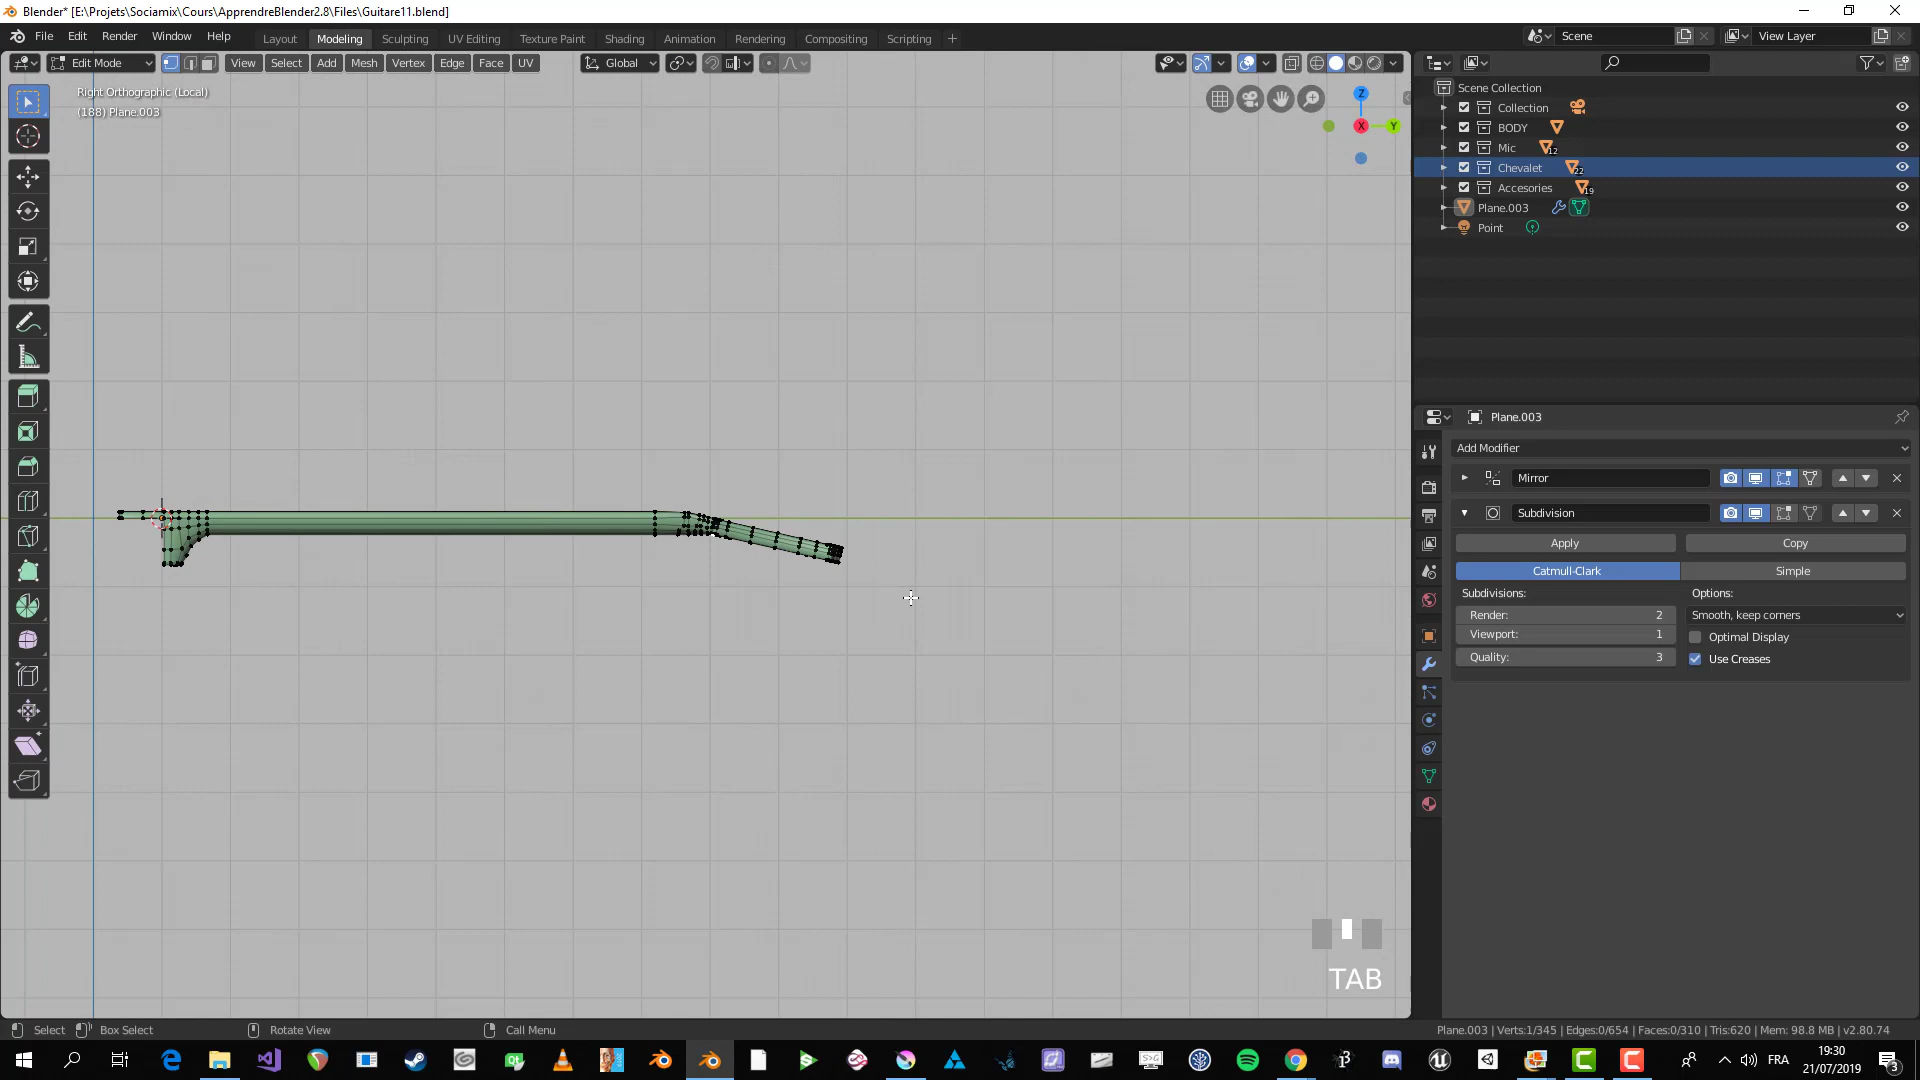 Blender* [E:\Projets\Sociamix\Cours\ApprendreBlender2.8\Files\Guitare11.blend]
File Edit Render Window Help Layout Modeling Sculpting UV Editing Texture Paint Shading Animation Rendering Compositing Scripting + Scene View Layer
Edit Mode View Select Add Mesh Vertex Edge Face UV Global
Right Orthographic (Local)
(188) Plane.003
Z
X
Y
Scene Collection
Collection
BODY
Mic 12
Chevalet 22
Accesories 19
Plane.003
Point
Plane.003
Add Modifier
Mirror
Subdivision
Apply Copy
Catmull-Clark Simple
Subdivisions: Options:
Render: 2 Smooth, keep corners
Viewport: 1 Optimal Display
Quality: 3 Use Creases
TAB
Select Box Select Rotate View Call Menu Plane.003 | Verts:1/345 | Edges:0/654 | Faces:0/310 | Tris:620 | Mem: 98.8 MB | v2.80.74
FRA
19:30
21/07/2019
3